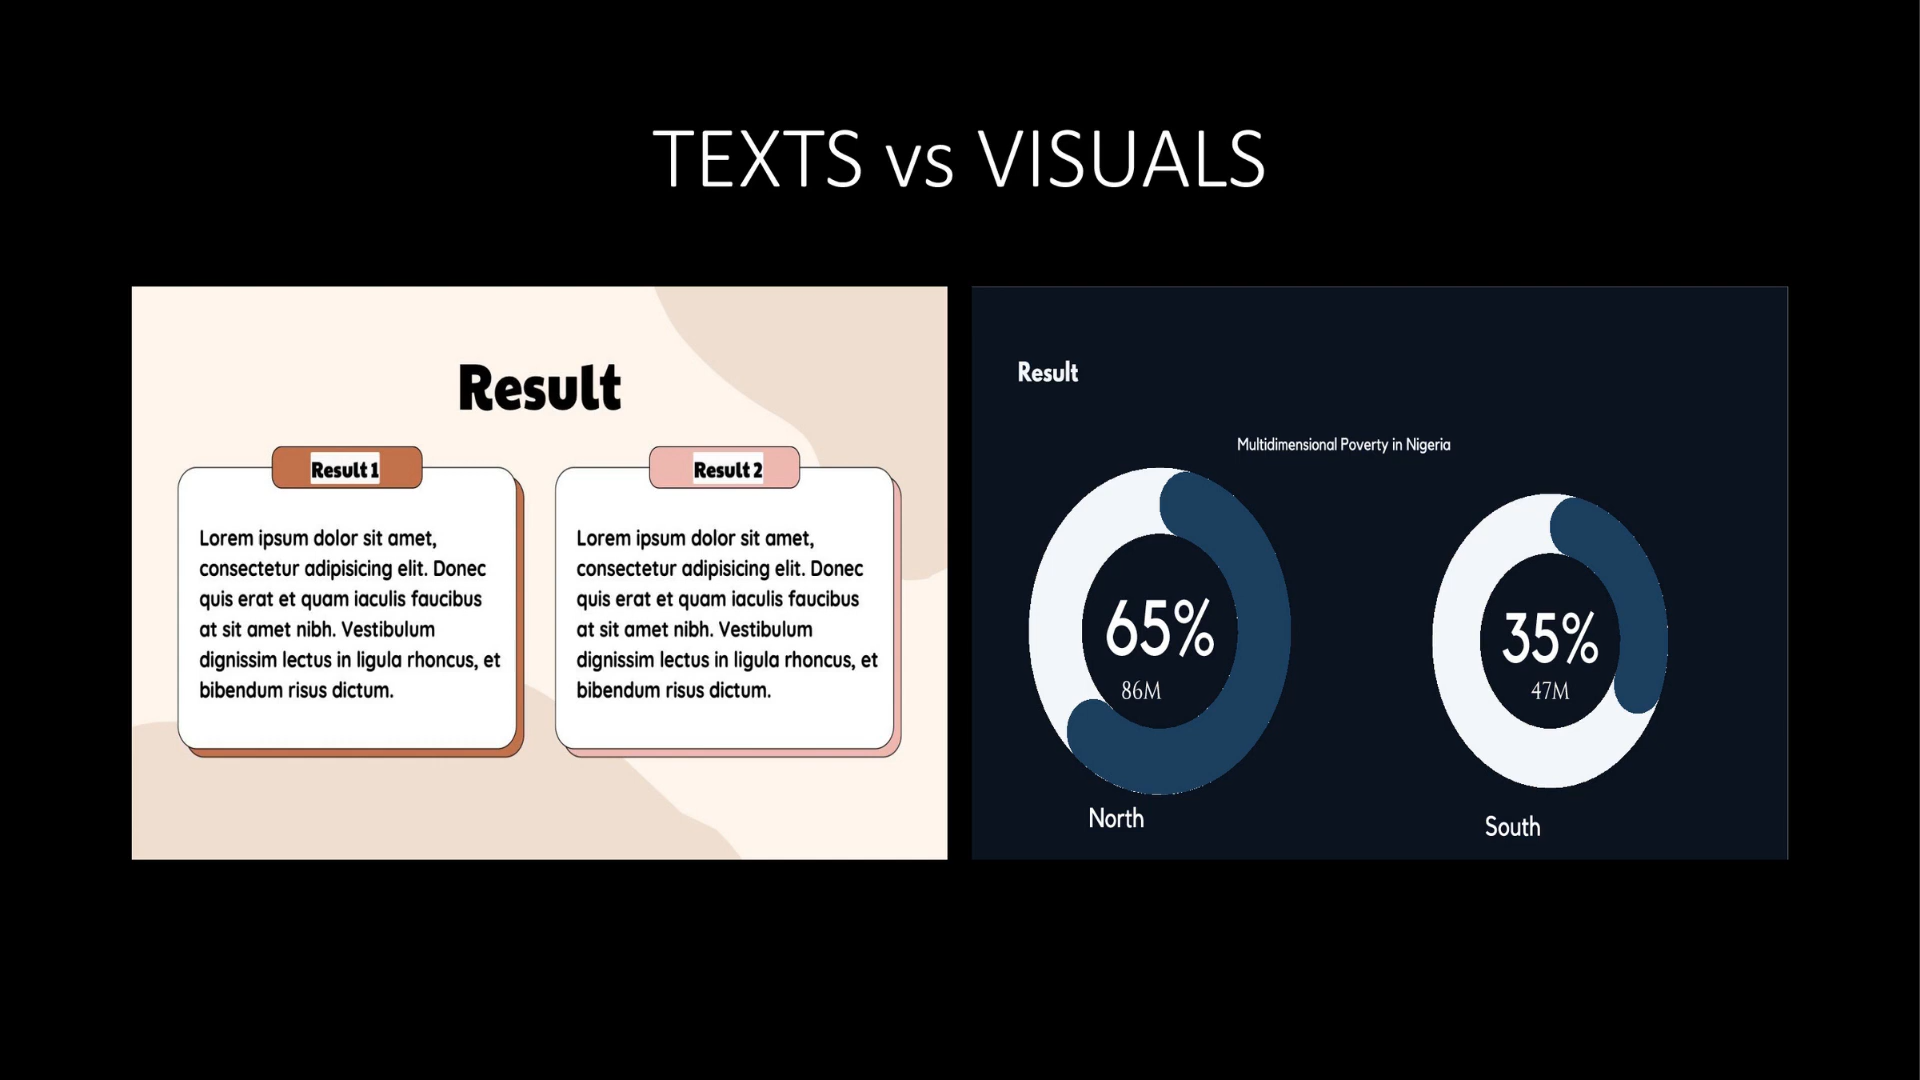 TEXTS vs VISUALS
Result
Result 1
Lorem ipsum dolor sit amet,
consectetur adipisicing elit. Donec
quis erat et quam iaculis faucibus
at sit amet nibh. Vestibulum
dignissim lectus in ligula rhoncus, et
bibendum risus dictum.
Result 2
Lorem ipsum dolor sit amet,
consectetur adipisicing elit. Donec
quis erat et quam iaculis faucibus
at sit amet nibh. Vestibulum
dignissim lectus in ligula rhoncus, et
bibendum risus dictum.
Result
Multidimensional Poverty in Nigeria
65%
86M
North
35%
47M
South